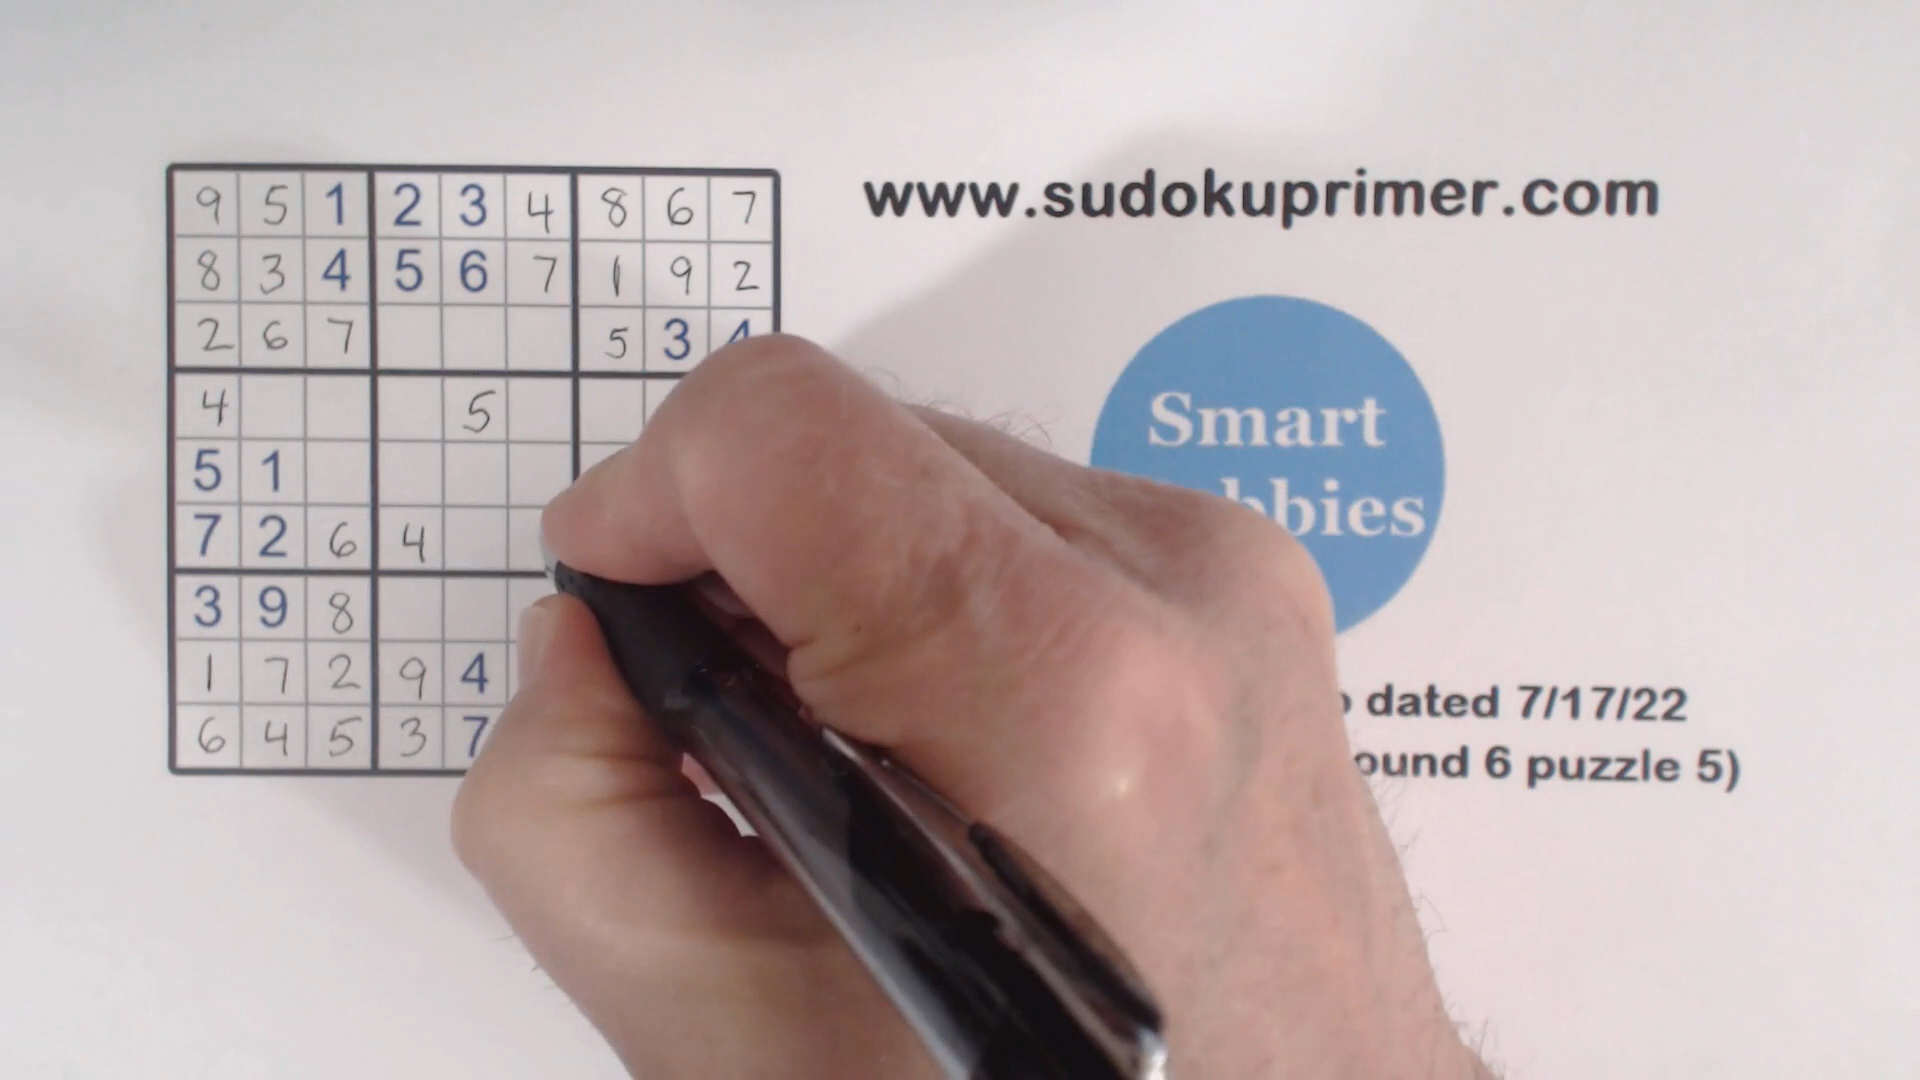 www.sudokuprimer.com
9 5 1 2 3 4 8 6 7
8 3 4 5 6 7 1 9 2
2 6 7 5 3 4
4 5
5 1
7 2 6 4
3 9 8
1 7 2 9 4
6 4 5 3 7
Smart
dated 7/17/22
6 puzzle 5)